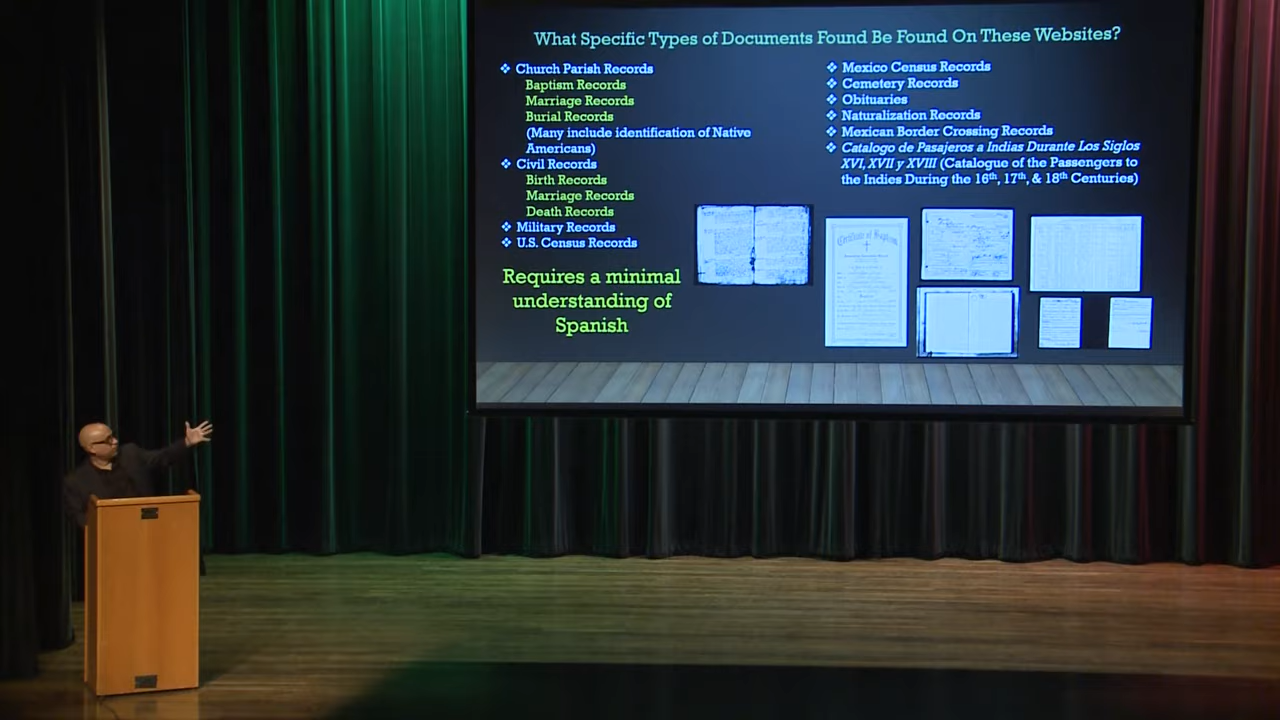 What Specific Types of Documents Found Be Found On These Websites?
❖ Church Parish Records
Baptism Records
Marriage Records
Burial Records
(Many include identification of Native
Americans)
❖ Civil Records
Birth Records
Marriage Records
Death Records
❖ Military Records
❖ U.S. Census Records
Requires a minimal
understanding of
Spanish
❖ Mexico Census Records
❖ Cemetery Records
❖ Obituaries
❖ Naturalization Records
❖ Mexican Border Crossing Records
❖ Catalogo de Pasajeros a Indias Durante Los Siglos
XVI, XVII y XVIII (Catalogue of the Passengers to
the Indies During the 16th, 17th, & 18th Centuries)
Certificate of Baptism